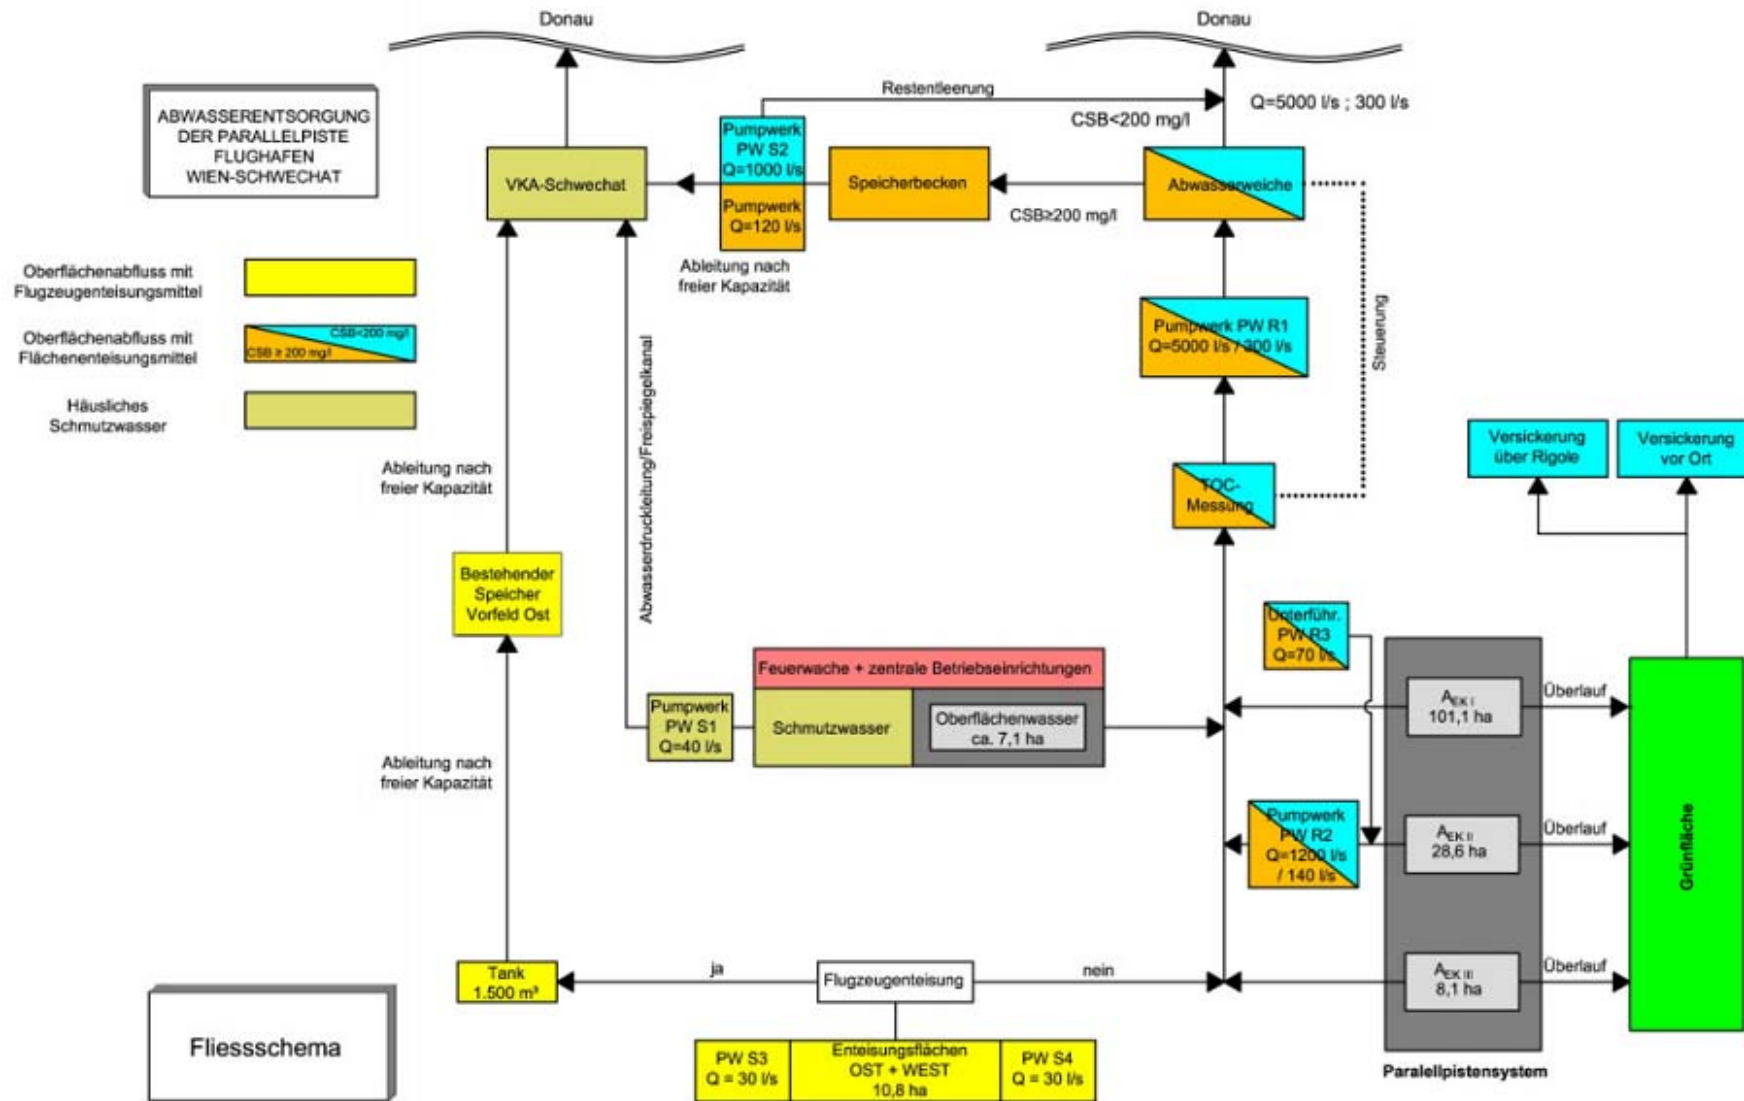 Donau
Donau
ABWASSERENTSORGUNG
DER PARALLELPISTE
FLUGHAFEN
WIEN-SCHWECHAT
Restentleerung
Q=5000 l/s ; 300 l/s
CSB<200 mg/l
Pumpwerk
PW S2
Q=1000 l/s
Pumpwerk
Q=120 l/s
VKA-Schwechat
Speicherbecken
Abwasserweiche
CSB≥200 mg/l
Ableitung nach
freier Kapazität
Oberflächenabfluss mit
Flugzeugenteisungsmittel
Oberflächenabfluss mit
Flächenenteisungsmittel
CSB<200 mg/l
CSB ≥ 200 mg/l
Häusliches
Schmutzwasser
Pumpwerk PW R1
Q=5000 l/s / 300 l/s
Steuerung
Abwasserdruckleitung/Freispiegelkanal
Ableitung nach
freier Kapazität
TOC-
Messung
Versickerung
über Rigole
Versickerung
vor Ort
Bestehender
Speicher
Vorfeld Ost
Unterführ.
PW R3
Q=70 l/s
Feuerwache + zentrale Betriebseinrichtungen
Pumpwerk
PW S1
Q=40 l/s
Schmutzwasser
Oberflächenwasser
ca. 7,1 ha
A EK I
101,1 ha
Überlauf
Ableitung nach
freier Kapazität
Pumpwerk
PW R2
Q=1200 l/s
/ 140 l/s
A EK II
28,6 ha
Überlauf
Grünfläche
Tank
1.500 m³
ja
Flugzeugenteisung
nein
A EK III
8,1 ha
Überlauf
Fliessschema
PW S3
Q = 30 l/s
Enteisungsflächen
OST + WEST
10,8 ha
PW S4
Q = 30 l/s
Paralellpistensystem